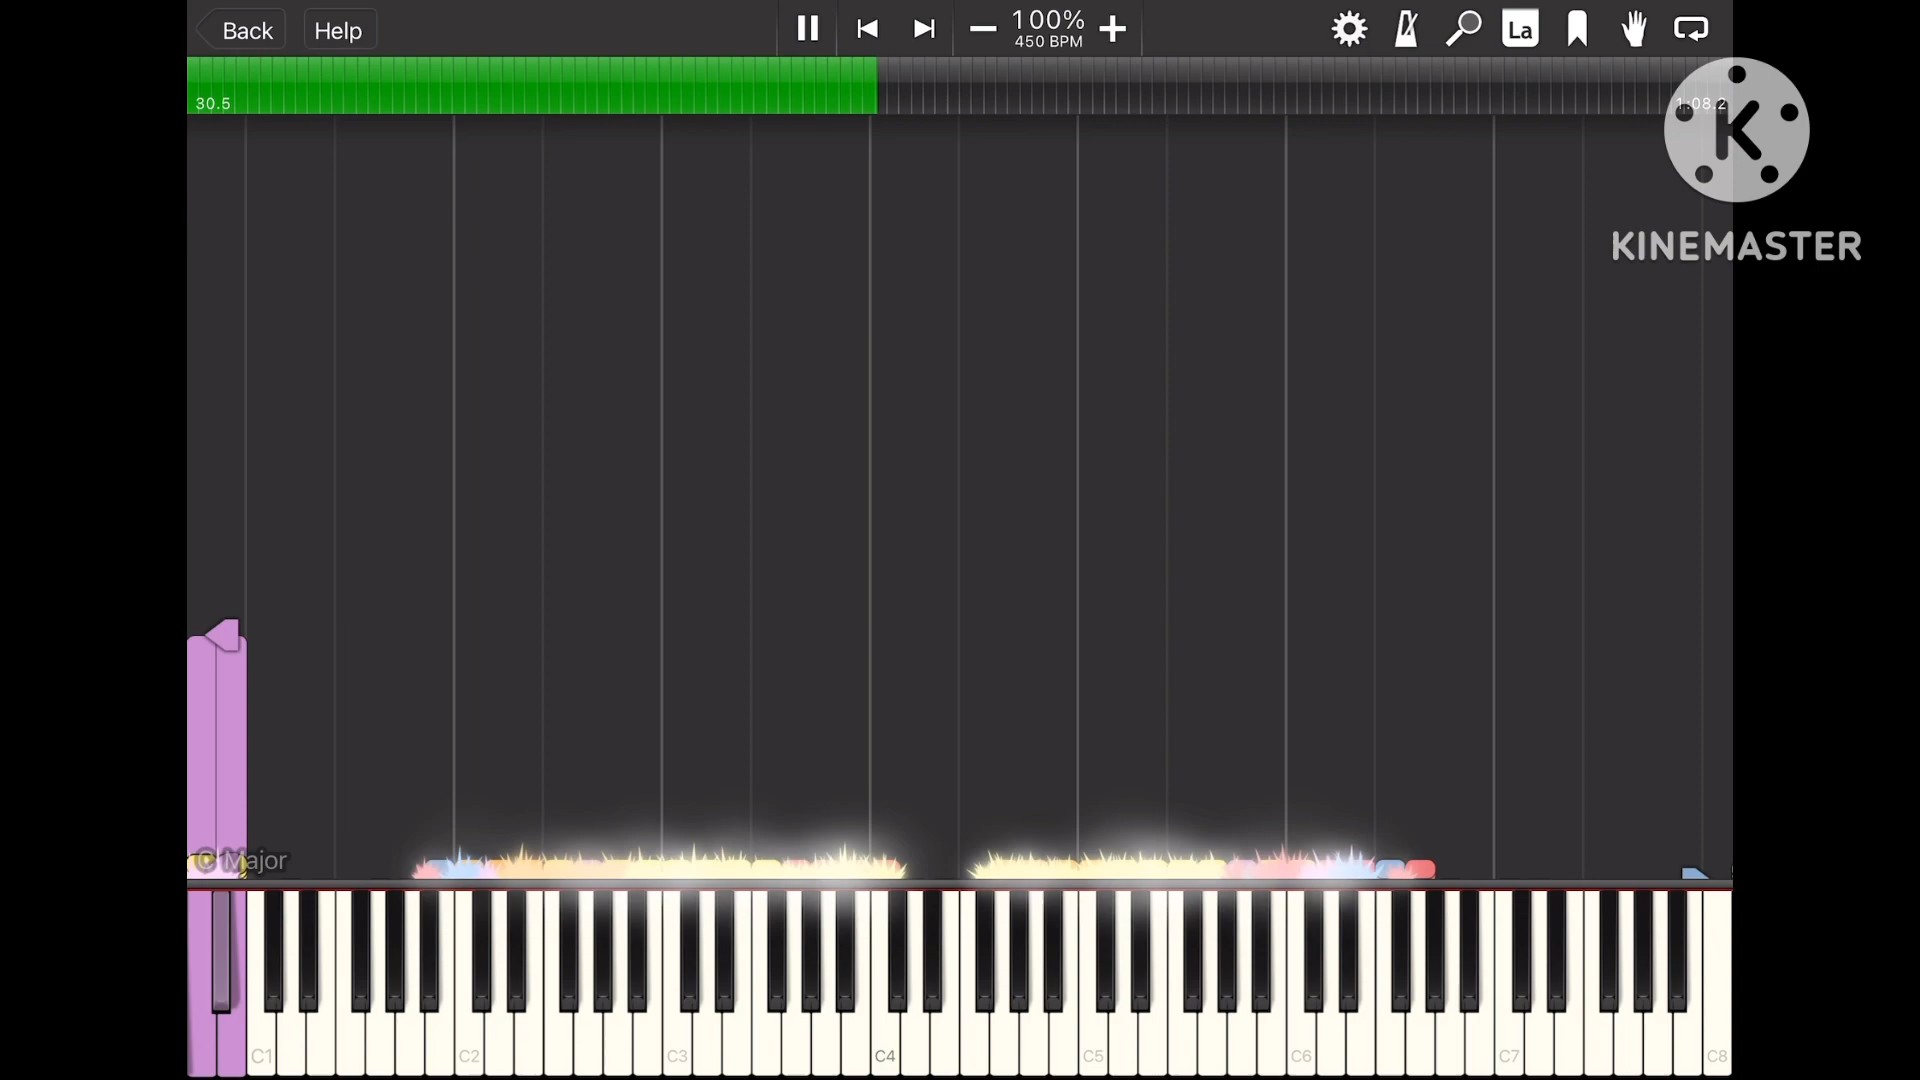 Back
Help
100%
450 BPM
La
30.5
1:08.2
K
KINEMASTER
C Major
C1
C2
C3
C4
C5
C6
C7
C8